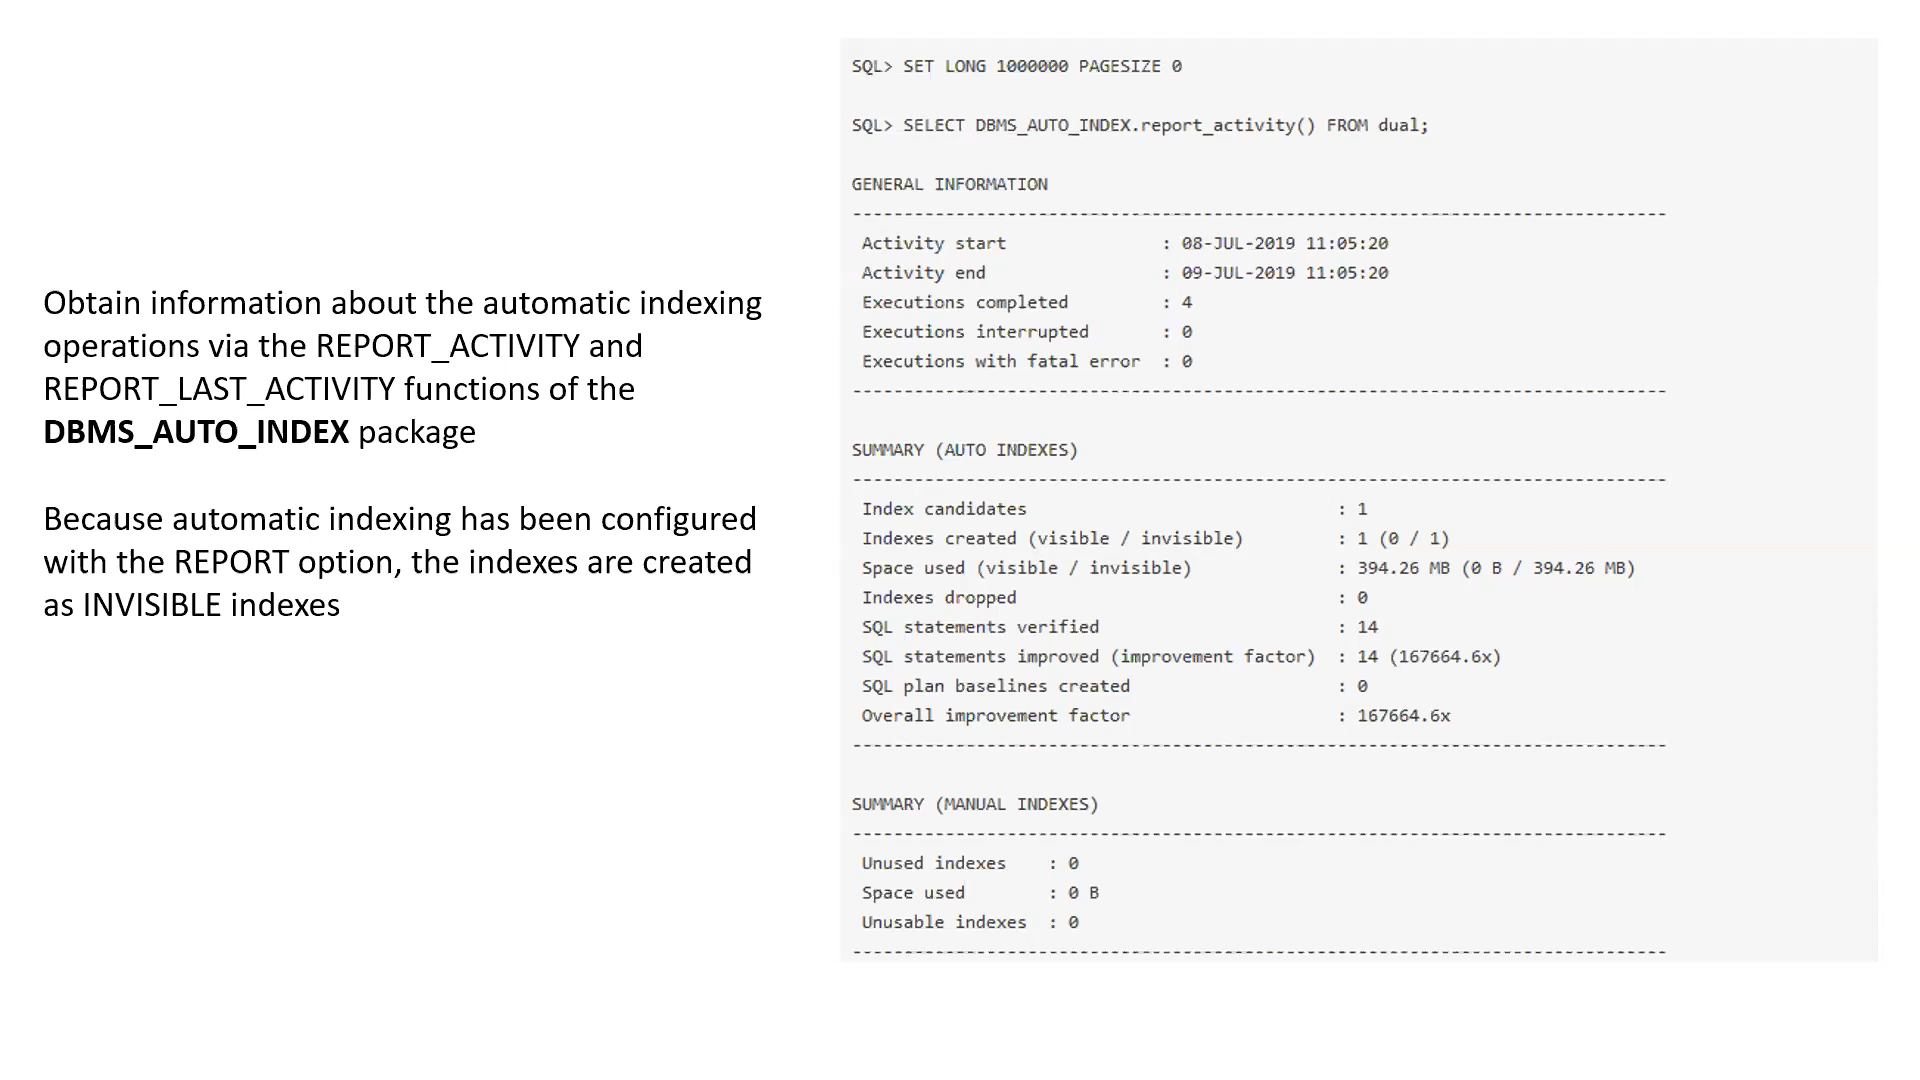 Obtain information about the automatic indexing
operations via the REPORT_ACTIVITY and
REPORT_LAST_ACTIVITY functions of the
DBMS_AUTO_INDEX package
Because automatic indexing has been configured
with the REPORT option, the indexes are created
as INVISIBLE indexes
SQL> SET LONG 1000000 PAGESIZE 0
SQL> SELECT DBMS_AUTO_INDEX.report_activity() FROM dual;
GENERAL INFORMATION
-------------------------------------------------------------------------------
Activity start : 08-JUL-2019 11:05:20
Activity end : 09-JUL-2019 11:05:20
Executions completed : 4
Executions interrupted : 0
Executions with fatal error : 0
-------------------------------------------------------------------------------
SUMMARY (AUTO INDEXES)
-------------------------------------------------------------------------------
Index candidates : 1
Indexes created (visible / invisible) : 1 (0 / 1)
Space used (visible / invisible) : 394.26 MB (0 B / 394.26 MB)
Indexes dropped : 0
SQL statements verified : 14
SQL statements improved (improvement factor) : 14 (167664.6x)
SQL plan baselines created : 0
Overall improvement factor : 167664.6x
-------------------------------------------------------------------------------
SUMMARY (MANUAL INDEXES)
-------------------------------------------------------------------------------
Unused indexes : 0
Space used : 0 B
Unusable indexes : 0
-------------------------------------------------------------------------------